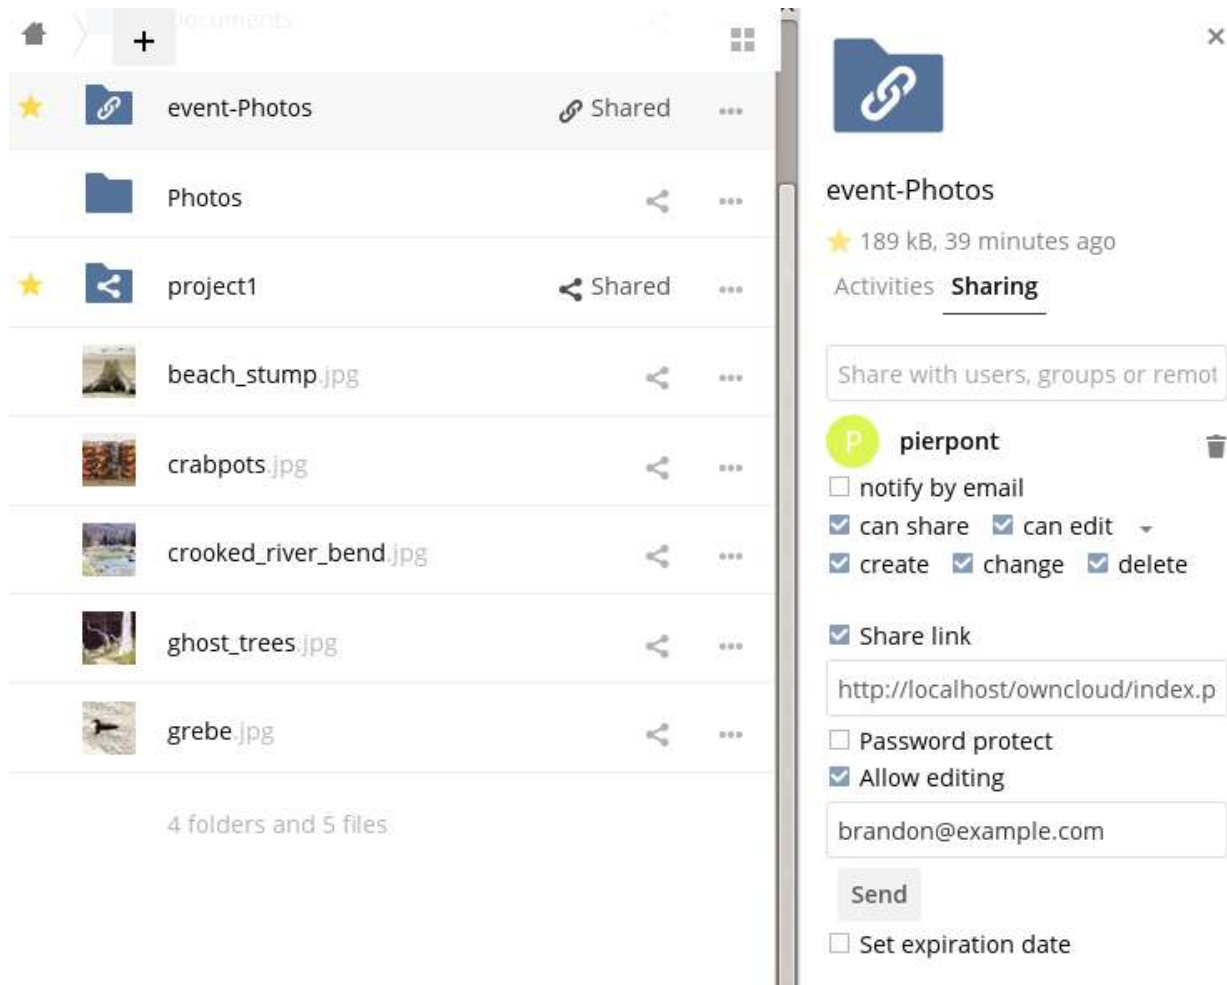 Documents
+
event-Photos Shared
Photos
project1 Shared
beach_stump.jpg
crabpots.jpg
crooked_river_bend.jpg
ghost_trees.jpg
grebe.jpg
4 folders and 5 files
event-Photos
189 kB, 39 minutes ago
Activities Sharing
Share with users, groups or remot
P pierpont
notify by email
can share can edit
create change delete
Share link
http://localhost/owncloud/index.p
Password protect
Allow editing
brandon@example.com
Send
Set expiration date